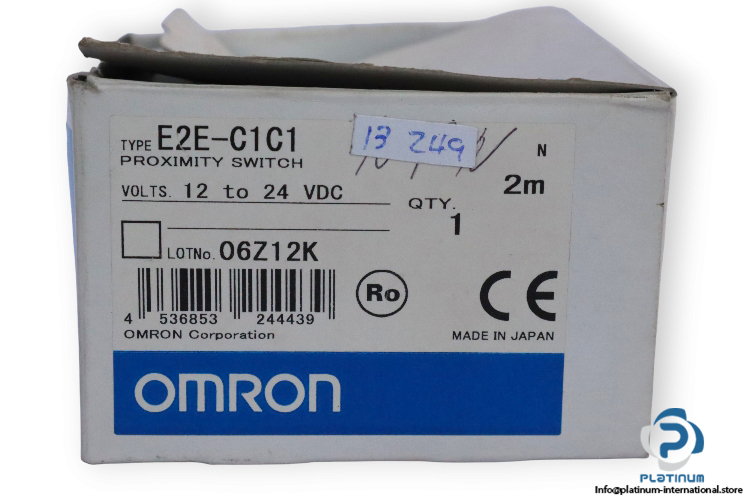 TYPE E2E-C1C1
PROXIMITY SWITCH
13 249
N
VOLTS. 12 to 24 VDC
2m
QTY.
1
LOTNo. 06Z12K
4 536853 244439
Ro
CE
OMRON Corporation
MADE IN JAPAN
OMRON
PLATINUM
Info@platinum-international.store